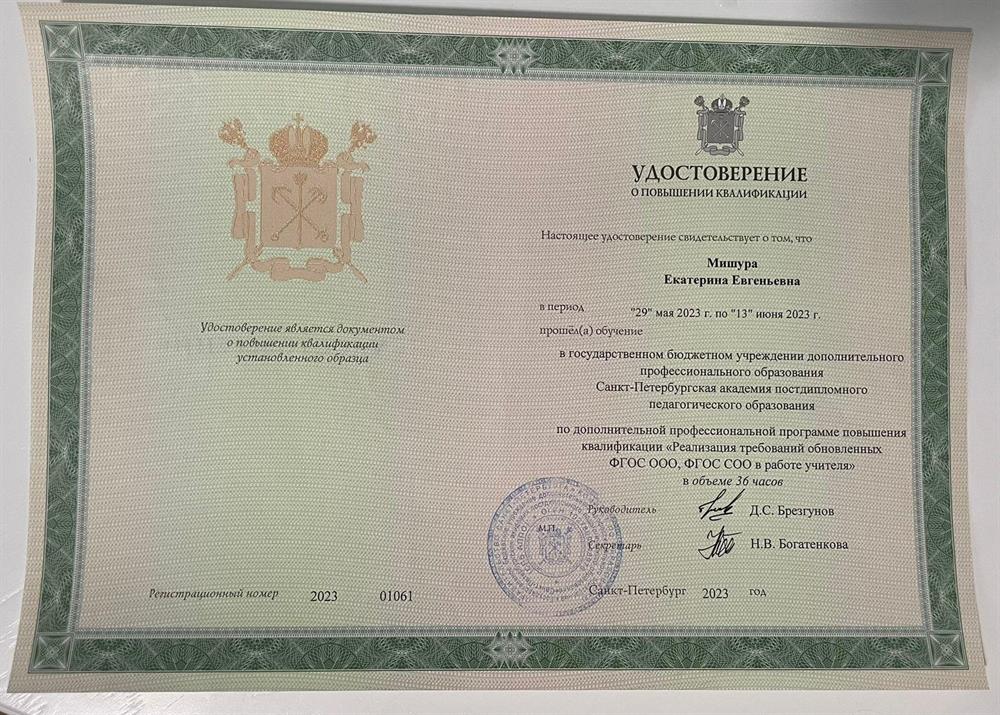 Удостоверение является документом
о повышении квалификации
установленного образца
Регистрационный номер 2023 01061
УДОСТОВЕРЕНИЕ
О ПОВЫШЕНИИ КВАЛИФИКАЦИИ
Настоящее удостоверение свидетельствует о том, что
Мишура
Екатерина Евгеньевна
в период "29" мая 2023 г. по "13" июня 2023 г.
прошёл(а) обучение
в государственном бюджетном учреждении дополнительного
профессионального образования
Санкт-Петербургская академия постдипломного
педагогического образования
по дополнительной профессиональной программе повышения
квалификации «Реализация требований обновленных
ФГОС ООО, ФГОС СОО в работе учителя»
в объеме 36 часов
Руководитель Д.С. Брезгунов
М.П.
Секретарь Н.В. Богатенкова
Санкт-Петербург 2023 год